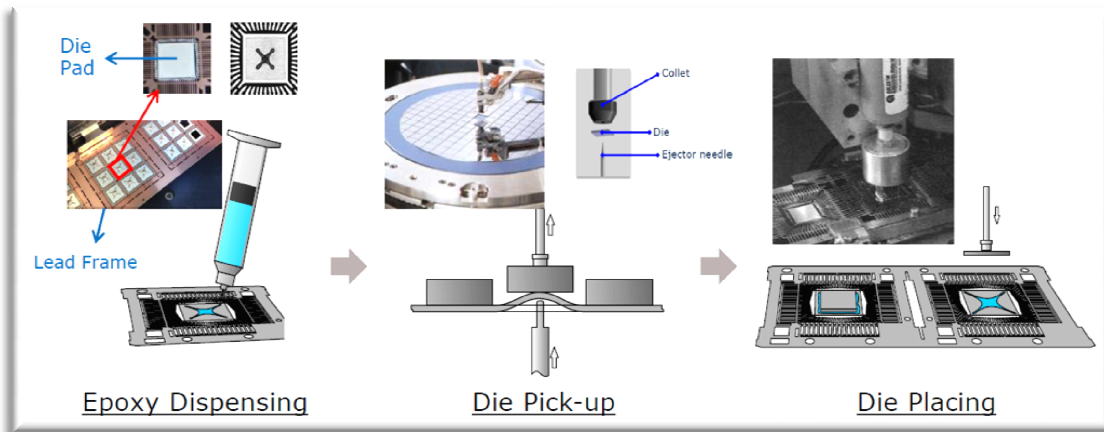 Die
Pad
Lead Frame
Collet
Die
Ejector needle
Epoxy Dispensing
Die Pick-up
Die Placing